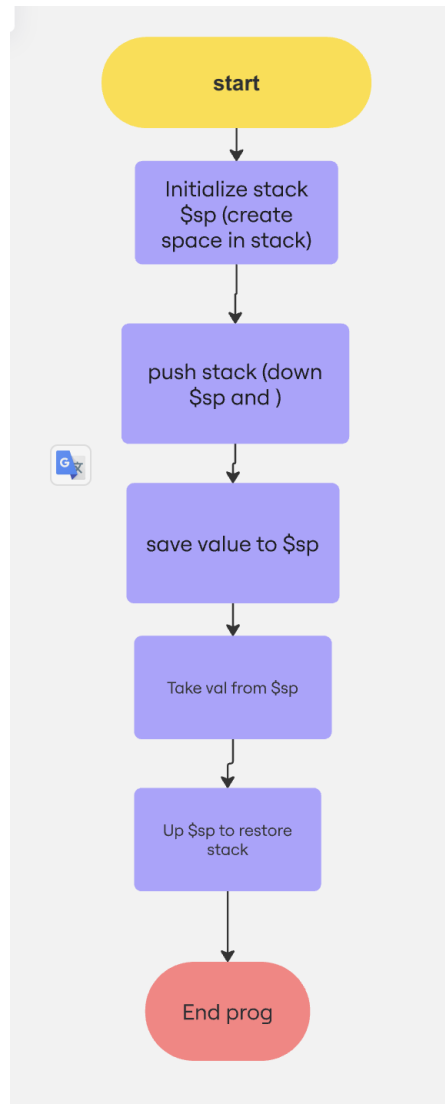 start
Initialize stack
$sp (create
space in stack)
push stack (down
$sp and )
G
save value to $sp
Take val from $sp
Up $sp to restore
stack
End prog